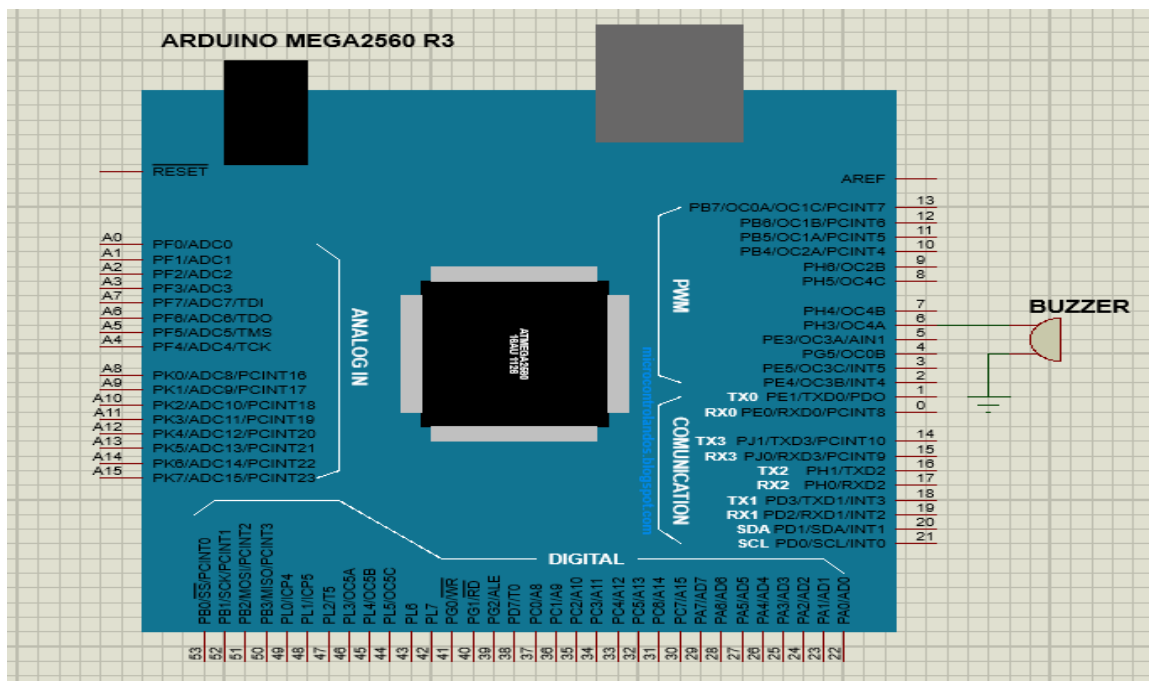 ARDUINO MEGA2560 R3
RESET
AREF
A0 PF0/ADC0
A1 PF1/ADC1
A2 PF2/ADC2
A3 PF3/ADC3
A7 PF7/ADC7/TDI
A6 PF6/ADC6/TDO
A5 PF5/ADC5/TMS
A4 PF4/ADC4/TCK
A8 PK0/ADC8/PCINT16
A9 PK1/ADC9/PCINT17
A10 PK2/ADC10/PCINT18
A11 PK3/ADC11/PCINT19
A12 PK4/ADC12/PCINT20
A13 PK5/ADC13/PCINT21
A14 PK6/ADC14/PCINT22
A15 PK7/ADC15/PCINT23
ANALOG IN
ATMEGA2560
16AU 1126
microcontrolandos.blogspot.com
PWM
COMUNICATION
PB7/OC0A/OC1C/PCINT7 13
PB6/OC1B/PCINT6 12
PB5/OC1A/PCINT5 11
PB4/OC2A/PCINT4 10
PH6/OC2B 9
PH5/OC4C 8
PH4/OC4B 7
PH3/OC4A 6
PE3/OC3A/AIN1 5
PG5/OC0B 4
PE5/OC3C/INT5 3
PE4/OC3B/INT4 2
TX0 PE1/TXD0/PDO 1
RX0 PE0/RXD0/PCINT8 0
TX3 PJ1/TXD3/PCINT10 14
RX3 PJ0/RXD3/PCINT9 15
TX2 PH1/TXD2 16
RX2 PH0/RXD2 17
TX1 PD3/TXD1/INT3 18
RX1 PD2/RXD1/INT2 19
SDA PD1/SDA/INT1 20
SCL PD0/SCL/INT0 21
BUZZER
DIGITAL
PB0/SS/PCINT0 53
PB1/SCK/PCINT1 52
PB2/MOSI/PCINT2 51
PB3/MISO/PCINT3 50
PL0/ICP4 49
PL1/ICP5 48
PL2/T5 47
PL3/OC5A 46
PL4/OC5B 45
PL5/OC5C 44
PL6 43
PL7 42
PG0/WR 41
PG1/RD 40
PG2/ALE 39
PD7/T0 38
PC0/A8 37
PC1/A9 36
PC2/A10 35
PC3/A11 34
PC4/A12 33
PC5/A13 32
PC6/A14 31
PC7/A15 30
PA7/AD7 29
PA6/AD6 28
PA5/AD5 27
PA4/AD4 26
PA3/AD3 25
PA2/AD2 24
PA1/AD1 23
PA0/AD0 22